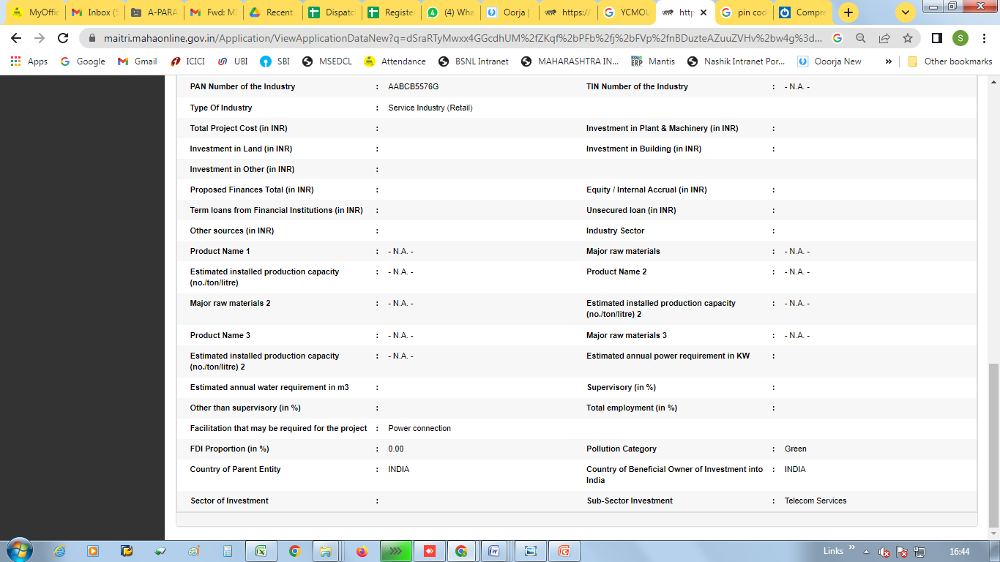 MyOffic
Inbox (5
A-PARA
Fwd: MI
Recent
Dispatc
Registe
(4) Wha
Oorja |
https:/
YCMOU
http
pin cod
Compre
maitri.mahaonline.gov.in/Application/ViewApplicationDataNew?q=dSraRTyMwxx4GGcdhUM%2fZKqf%2bPFb%2fj%2bFVp%2fnBDuzteAZuuZVHv%2bw4g%3d...
S
Apps
Google
Gmail
ICICI
UBI
SBI
MSEDCL
Attendance
BSNL Intranet
MAHARASHTRA IN...
Mantis
Nashik Intranet Por...
Ooorja New
»
Other bookmarks
PAN Number of the Industry : AABCB5576G TIN Number of the Industry : - N.A. -
Type Of Industry : Service Industry (Retail)
Total Project Cost (in INR) : Investment in Plant & Machinery (in INR) :
Investment in Land (in INR) : Investment in Building (in INR) :
Investment in Other (in INR) :
Proposed Finances Total (in INR) : Equity / Internal Accrual (in INR) :
Term loans from Financial Institutions (in INR) : Unsecured loan (in INR) :
Other sources (in INR) : Industry Sector :
Product Name 1 : - N.A. - Major raw materials : - N.A. -
Estimated installed production capacity : - N.A. - Product Name 2 : - N.A. -
(no./ton/litre)
Major raw materials 2 : - N.A. - Estimated installed production capacity : - N.A. -
(no./ton/litre) 2
Product Name 3 : - N.A. - Major raw materials 3 : - N.A. -
Estimated installed production capacity : - N.A. - Estimated annual power requirement in KW :
(no./ton/litre) 2
Estimated annual water requirement in m3 : Supervisory (in %) :
Other than supervisory (in %) : Total employment (in %) :
Facilitation that may be required for the project : Power connection
FDI Proportion (in %) : 0.00 Pollution Category : Green
Country of Parent Entity : INDIA Country of Beneficial Owner of Investment into : INDIA
India
Sector of Investment : Sub-Sector Investment : Telecom Services
Links » 16:44